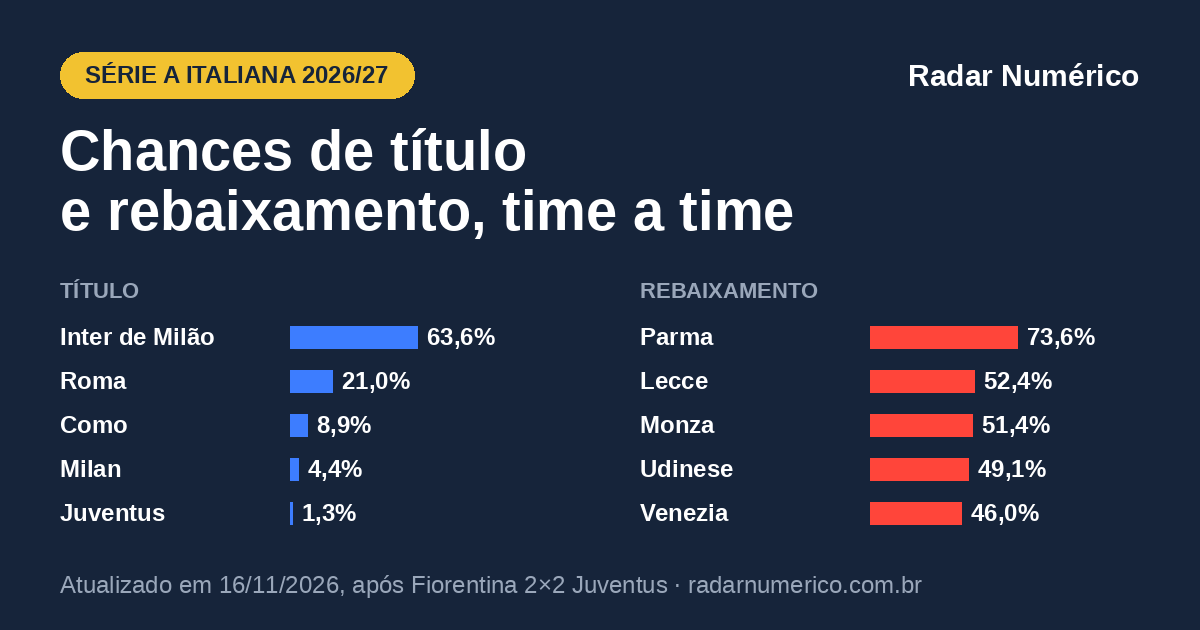 SÉRIE A ITALIANA 2026/27
Radar Numérico
Chances de título
e rebaixamento, time a time
TÍTULO
Inter de Milão 63,6%
Roma 21,0%
Como 8,9%
Milan 4,4%
Juventus 1,3%
REBAIXAMENTO
Parma 73,6%
Lecce 52,4%
Monza 51,4%
Udinese 49,1%
Venezia 46,0%
Atualizado em 16/11/2026, após Fiorentina 2×2 Juventus · radarnumerico.com.br